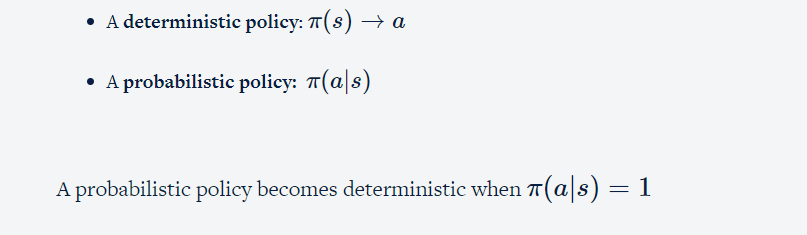 • A deterministic policy: π(s) → a
• A probabilistic policy: π(a|s)
A probabilistic policy becomes deterministic when π(a|s) = 1